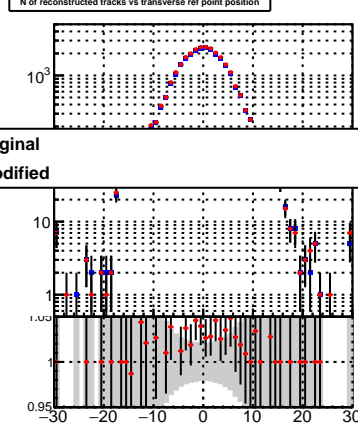 N of reconstructed tracks vs transverse ref point position
10³
ginal
odified
10
1
1.05
1
0.95
−30 −20 −10 0 10 20 30